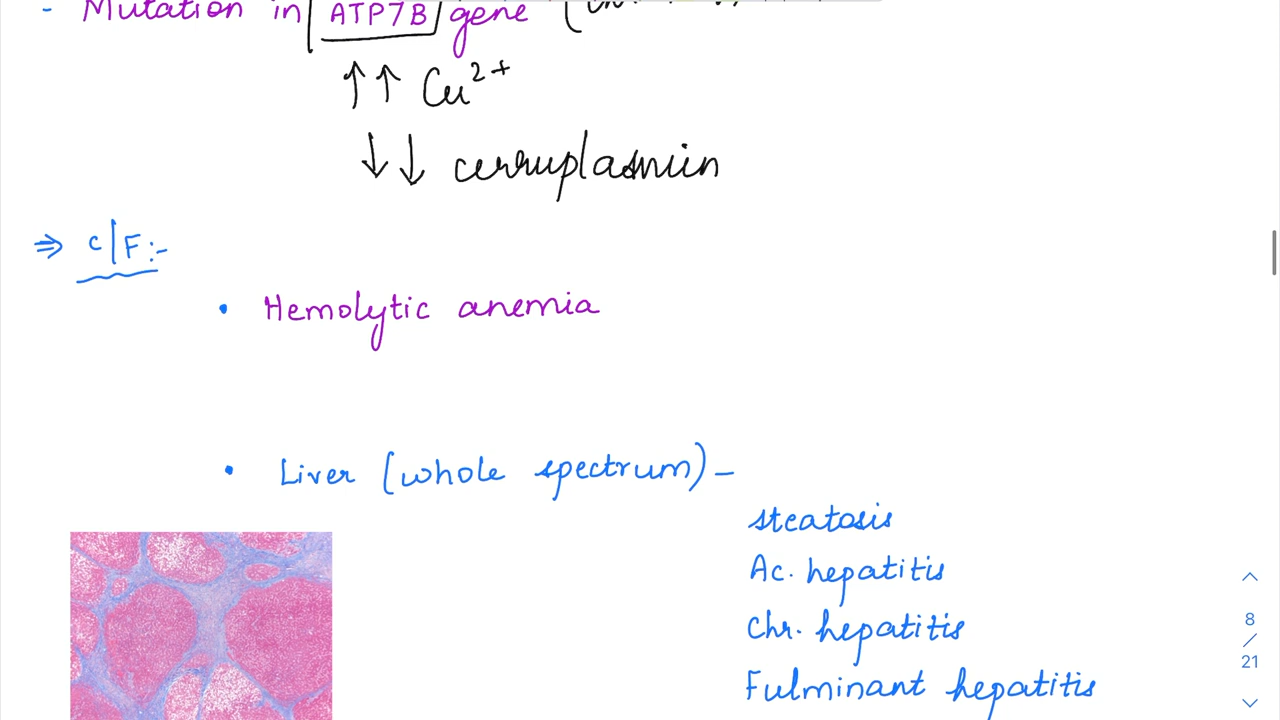 - Mutation in ATP7B gene (
↑↑ Cu²⁺
↓↓ cerruplasmin
⇒ C/F:-
• Hemolytic anemia
• Liver (whole spectrum) –
steatosis
Ac. hepatitis
Chr. hepatitis
Fulminant hepatitis
8
/
21